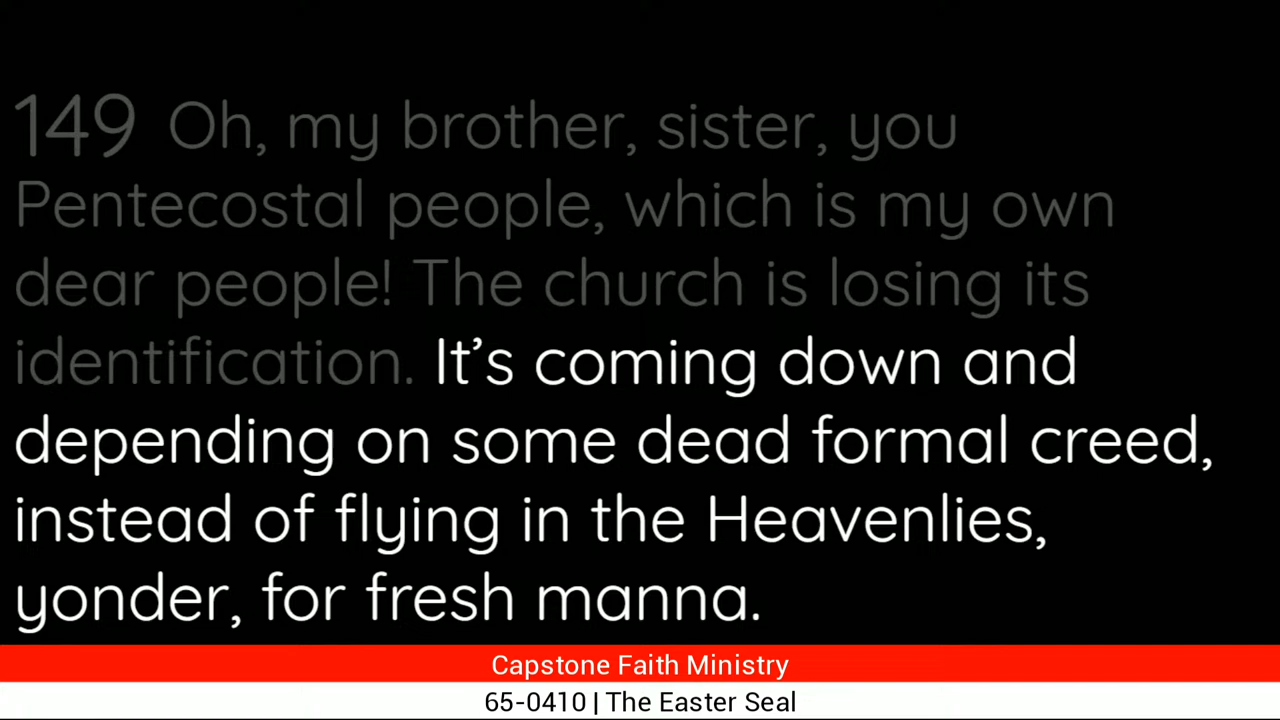 149 Oh, my brother, sister, you
Pentecostal people, which is my own
dear people! The church is losing its
identification. It’s coming down and
depending on some dead formal creed,
instead of flying in the Heavenlies,
yonder, for fresh manna.
Capstone Faith Ministry
65-0410 | The Easter Seal